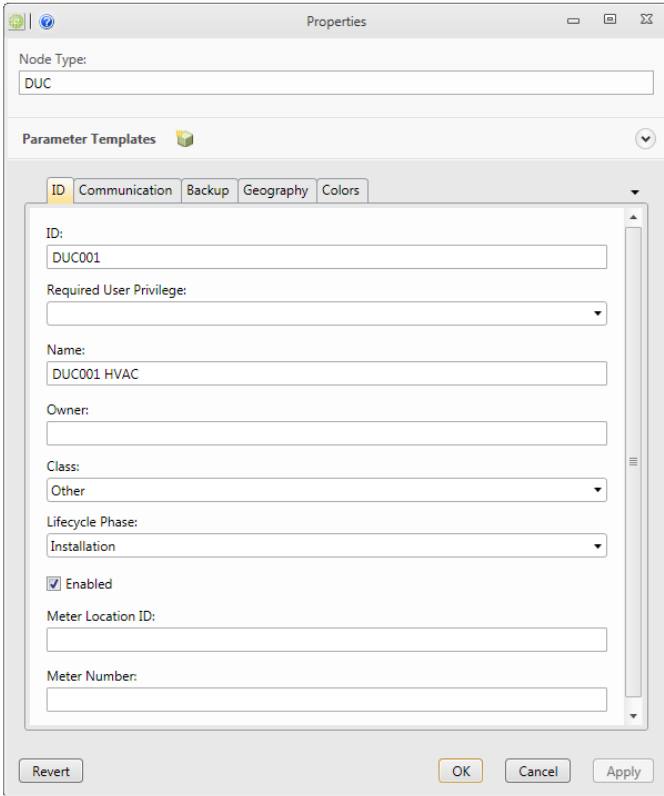 Properties
Node Type:
DUC
Parameter Templates
ID Communication Backup Geography Colors
ID:
DUC001
Required User Privilege:
Name:
DUC001 HVAC
Owner:
Class:
Other
Lifecycle Phase:
Installation
Enabled
Meter Location ID:
Meter Number:
Revert OK Cancel Apply